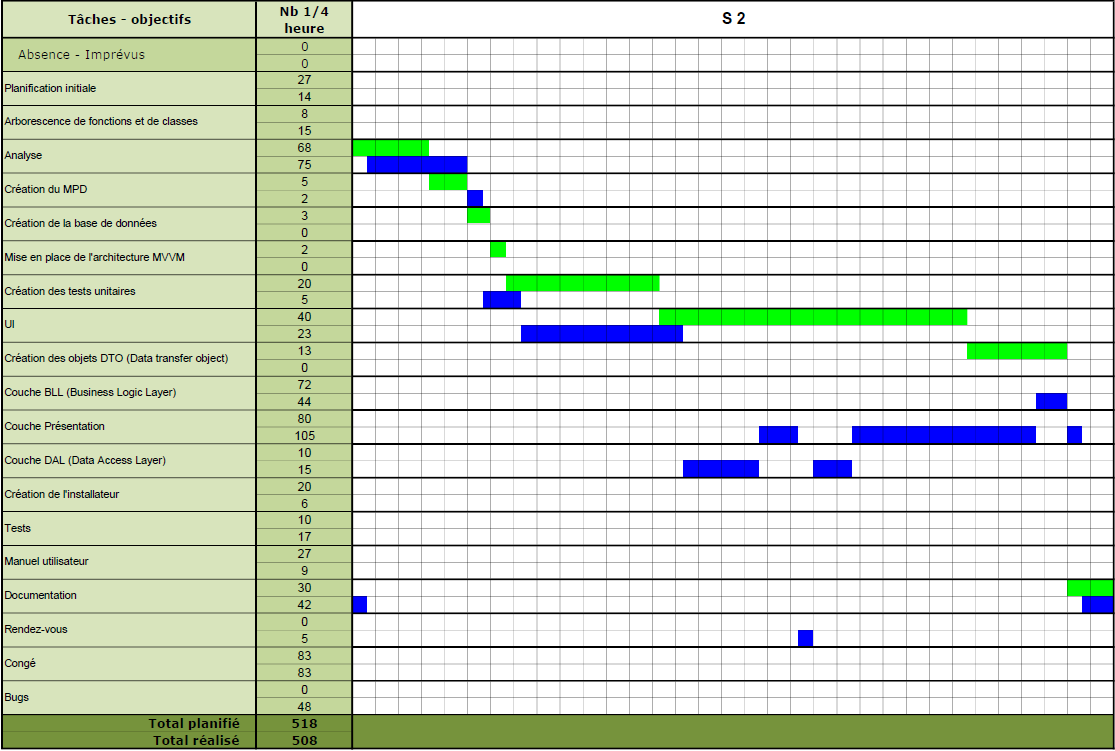 Tâches - objectifs
Nb 1/4
heure
S 2
Absence - Imprévus
0
0
Planification initiale
27
14
Arborescence de fonctions et de classes
8
15
Analyse
68
75
Création du MPD
5
2
Création de la base de données
3
0
Mise en place de l'architecture MVVM
2
0
Création des tests unitaires
20
5
UI
40
23
Création des objets DTO (Data transfer object)
13
0
Couche BLL (Business Logic Layer)
72
44
Couche Présentation
80
105
Couche DAL (Data Access Layer)
10
15
Création de l'installateur
20
6
Tests
10
17
Manuel utilisateur
27
9
Documentation
30
42
Rendez-vous
0
5
Congé
83
83
Bugs
0
48
Total planifié 518
Total réalisé 508